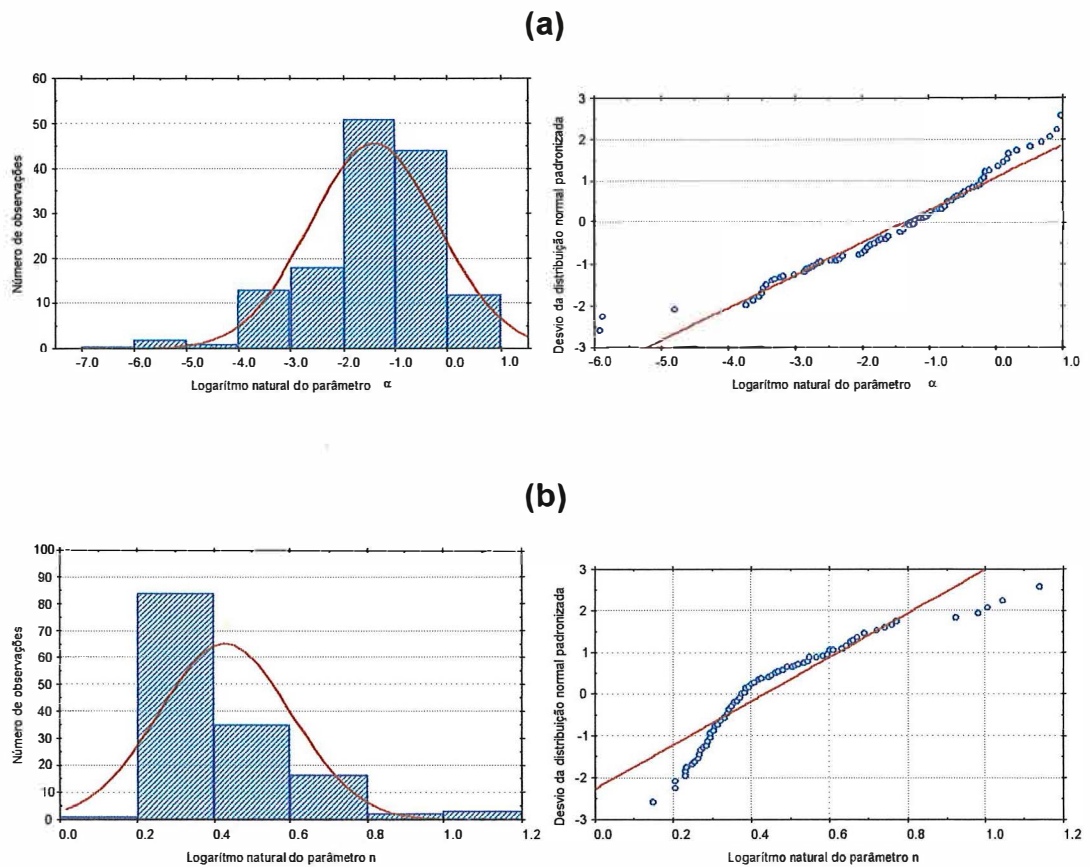 (a)
60
50
40
30
20
10
0
Número de observações
-7.0 -6.0 -5.0 -4.0 -3.0 -2.0 -1.0 0.0 1.0
Logarítmo natural do parâmetro α
3
2
1
0
-1
-2
-3
Desvio da distribuição normal padronizada
-6.0 -5.0 -4.0 -3.0 -2.0 -1.0 0.0 1.0
Logarítmo natural do parâmetro α
(b)
100
90
80
70
60
50
40
30
20
10
0
Número de observações
0.0 0.2 0.4 0.6 0.8 1.0 1.2
Logarítmo natural do parâmetro n
3
2
1
0
-1
-2
-3
Desvio da distribuição normal padronizada
0.0 0.2 0.4 0.6 0.8 1.0 1.2
Logarítmo natural do parâmetro n